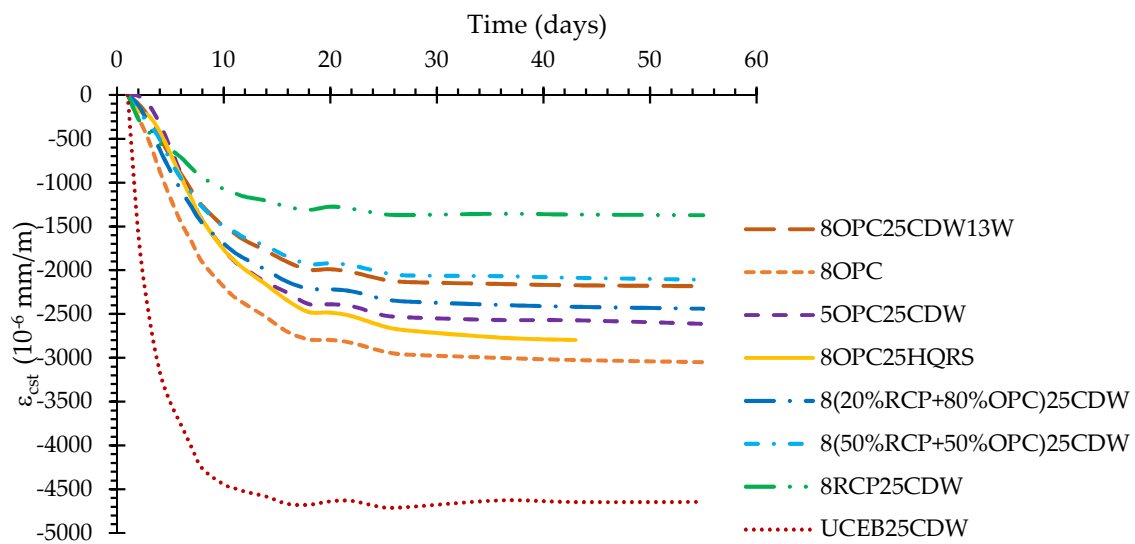 Time (days)
0 10 20 30 40 50 60
0
-500
-1000
-1500
-2000
-2500
-3000
-3500
-4000
-4500
-5000
εcst (10-6 mm/m)
8OPC25CDW13W
8OPC
5OPC25CDW
8OPC25HQRS
8(20%RCP+80%OPC)25CDW
8(50%RCP+50%OPC)25CDW
8RCP25CDW
UCEB25CDW